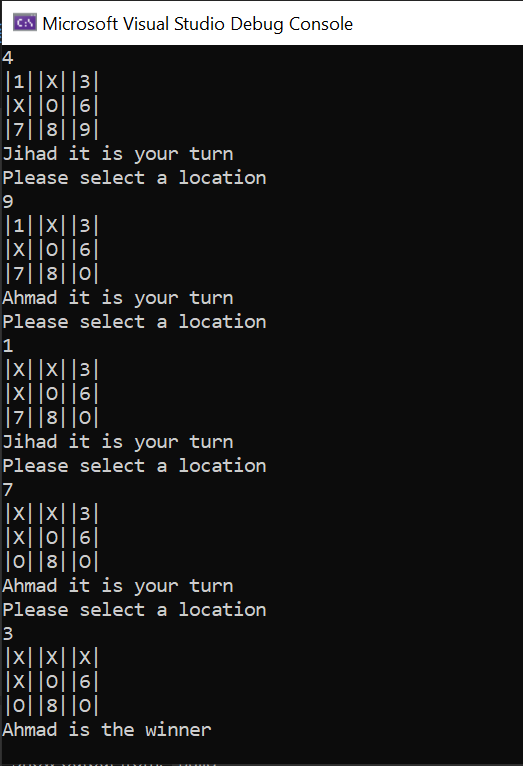 C:\
Microsoft Visual Studio Debug Console
4
|1||X||3|
|X||O||6|
|7||8||9|
Jihad it is your turn
Please select a location
9
|1||X||3|
|X||O||6|
|7||8||O|
Ahmad it is your turn
Please select a location
1
|X||X||3|
|X||O||6|
|7||8||O|
Jihad it is your turn
Please select a location
7
|X||X||3|
|X||O||6|
|O||8||O|
Ahmad it is your turn
Please select a location
3
|X||X||X|
|X||O||6|
|O||8||O|
Ahmad is the winner